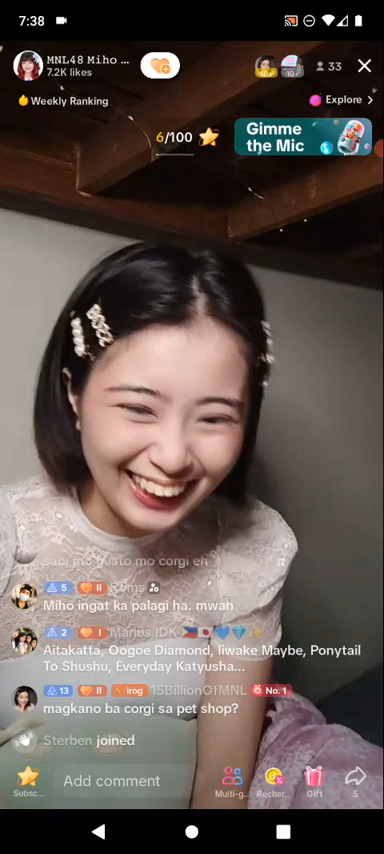 7:38
MNL48 Miho ...
7.2K likes
10
33
Weekly Ranking
Explore
6/100
Gimme
the Mic
sabi mo gusto mo corgi eh
5 II Roms
Miho ingat ka palagi ha. mwah
2 I Marius IDK
Aitakatta, Oogoe Diamond, Iiwake Maybe, Ponytail
To Shushu, Everyday Katyusha...
13 II irog 15BillionOfMNL No. 1
magkano ba corgi sa pet shop?
Sterben joined
Add comment
Subsc... Multi-g... Rechar... Gift 5